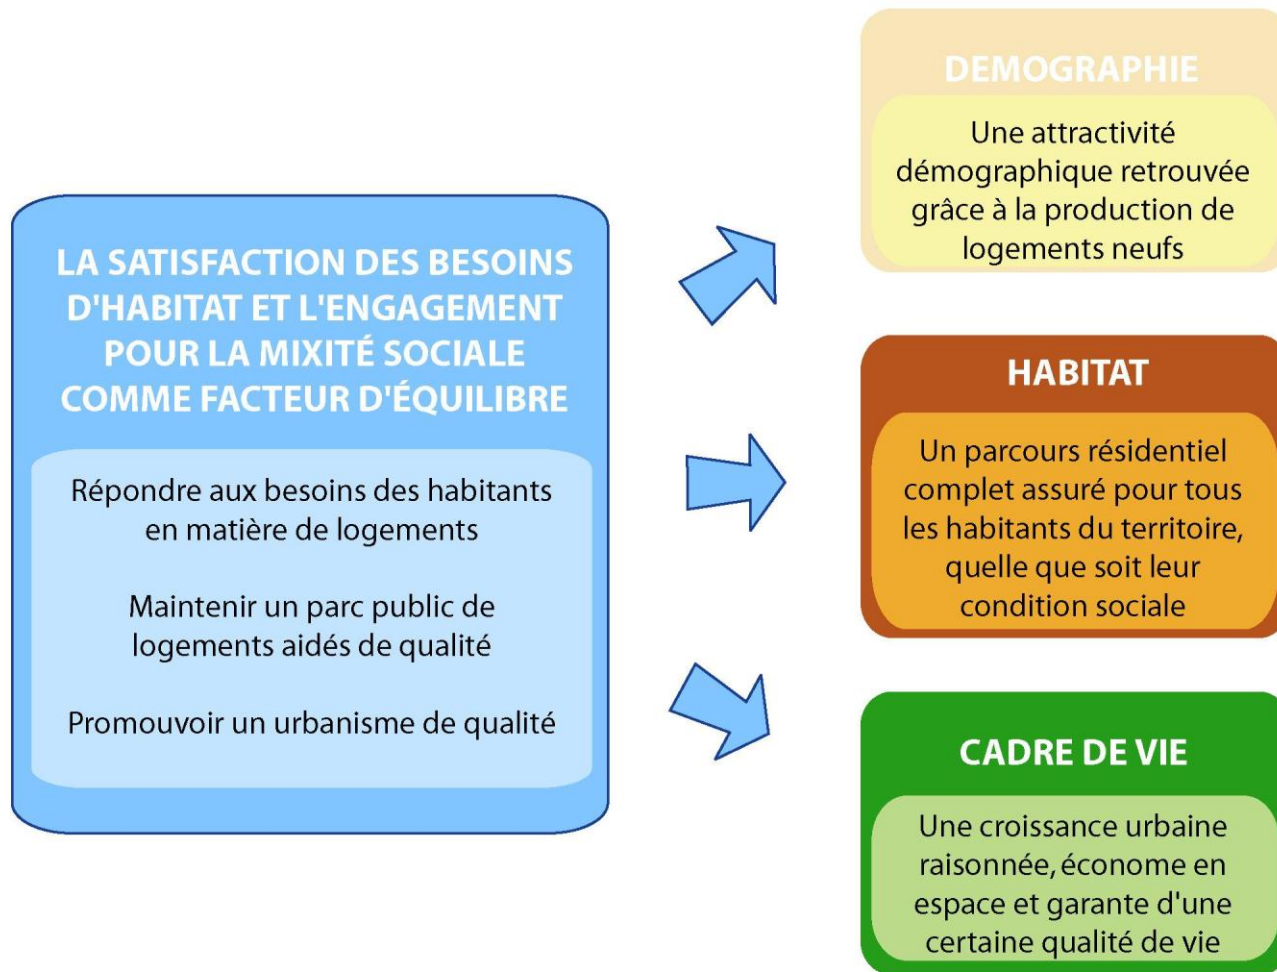 LA SATISFACTION DES BESOINS
D'HABITAT ET L'ENGAGEMENT
POUR LA MIXITÉ SOCIALE
COMME FACTEUR D'ÉQUILIBRE
Répondre aux besoins des habitants
en matière de logements
Maintenir un parc public de
logements aidés de qualité
Promouvoir un urbanisme de qualité
DEMOGRAPHIE
Une attractivité
démographique retrouvée
grâce à la production de
logements neufs
HABITAT
Un parcours résidentiel
complet assuré pour tous
les habitants du territoire,
quelle que soit leur
condition sociale
CADRE DE VIE
Une croissance urbaine
raisonnée, économe en
espace et garante d'une
certaine qualité de vie